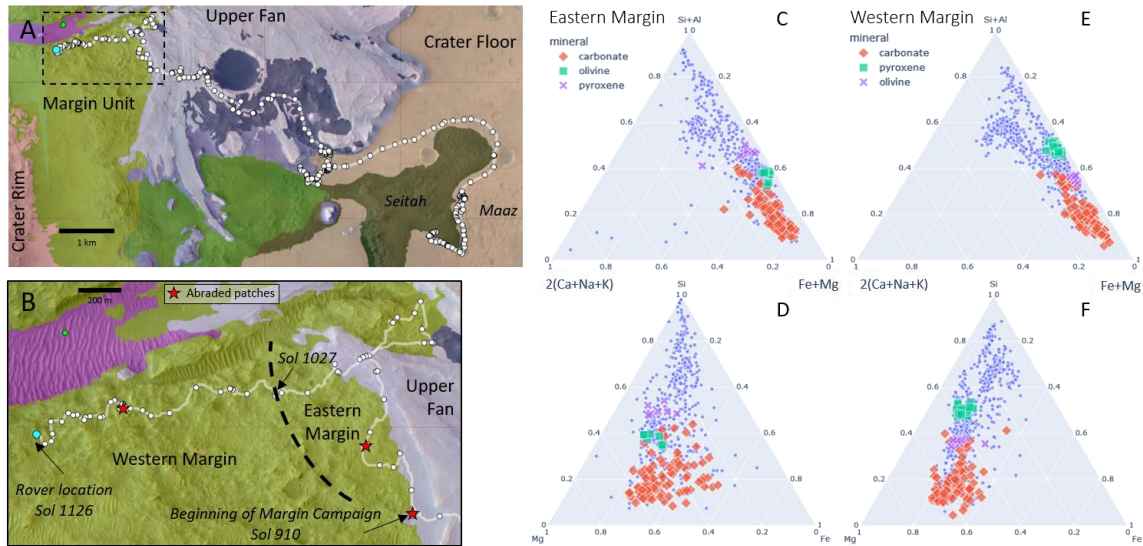 A
Upper Fan
Crater Floor
Margin Unit
Crater Rim
Seitah
Maaz
1 km
B
200 m
Abraded patches
Sol 1027
Upper
Fan
Eastern
Margin
Western Margin
Rover location
Sol 1126
Beginning of Margin Campaign
Sol 910
Eastern Margin
C
Si+Al
1 0
mineral
carbonate
olivine
pyroxene
0.8
0.6
0.4
0.4
0.6
0.2
0.8
0
1
1
0.8
0.6
0.4
0.2
0
2(Ca+Na+K)
Fe+Mg
Western Margin
E
Si+Al
1 0
mineral
carbonate
pyroxene
olivine
0.8
0.6
0.4
0.4
0.6
0.2
0.8
0
1
1
0.8
0.6
0.4
0.2
0
2(Ca+Na+K)
Fe+Mg
D
Si
1 0
0.8
0.2
0.6
0.4
0.4
0.6
0.2
0.8
0
1
1
0.8
0.6
0.4
0.2
0
Mg
Fe
F
Si
1 0
0.8
0.2
0.6
0.4
0.4
0.6
0.2
0.8
0
1
1
0.8
0.6
0.4
0.2
0
Mg
Fe